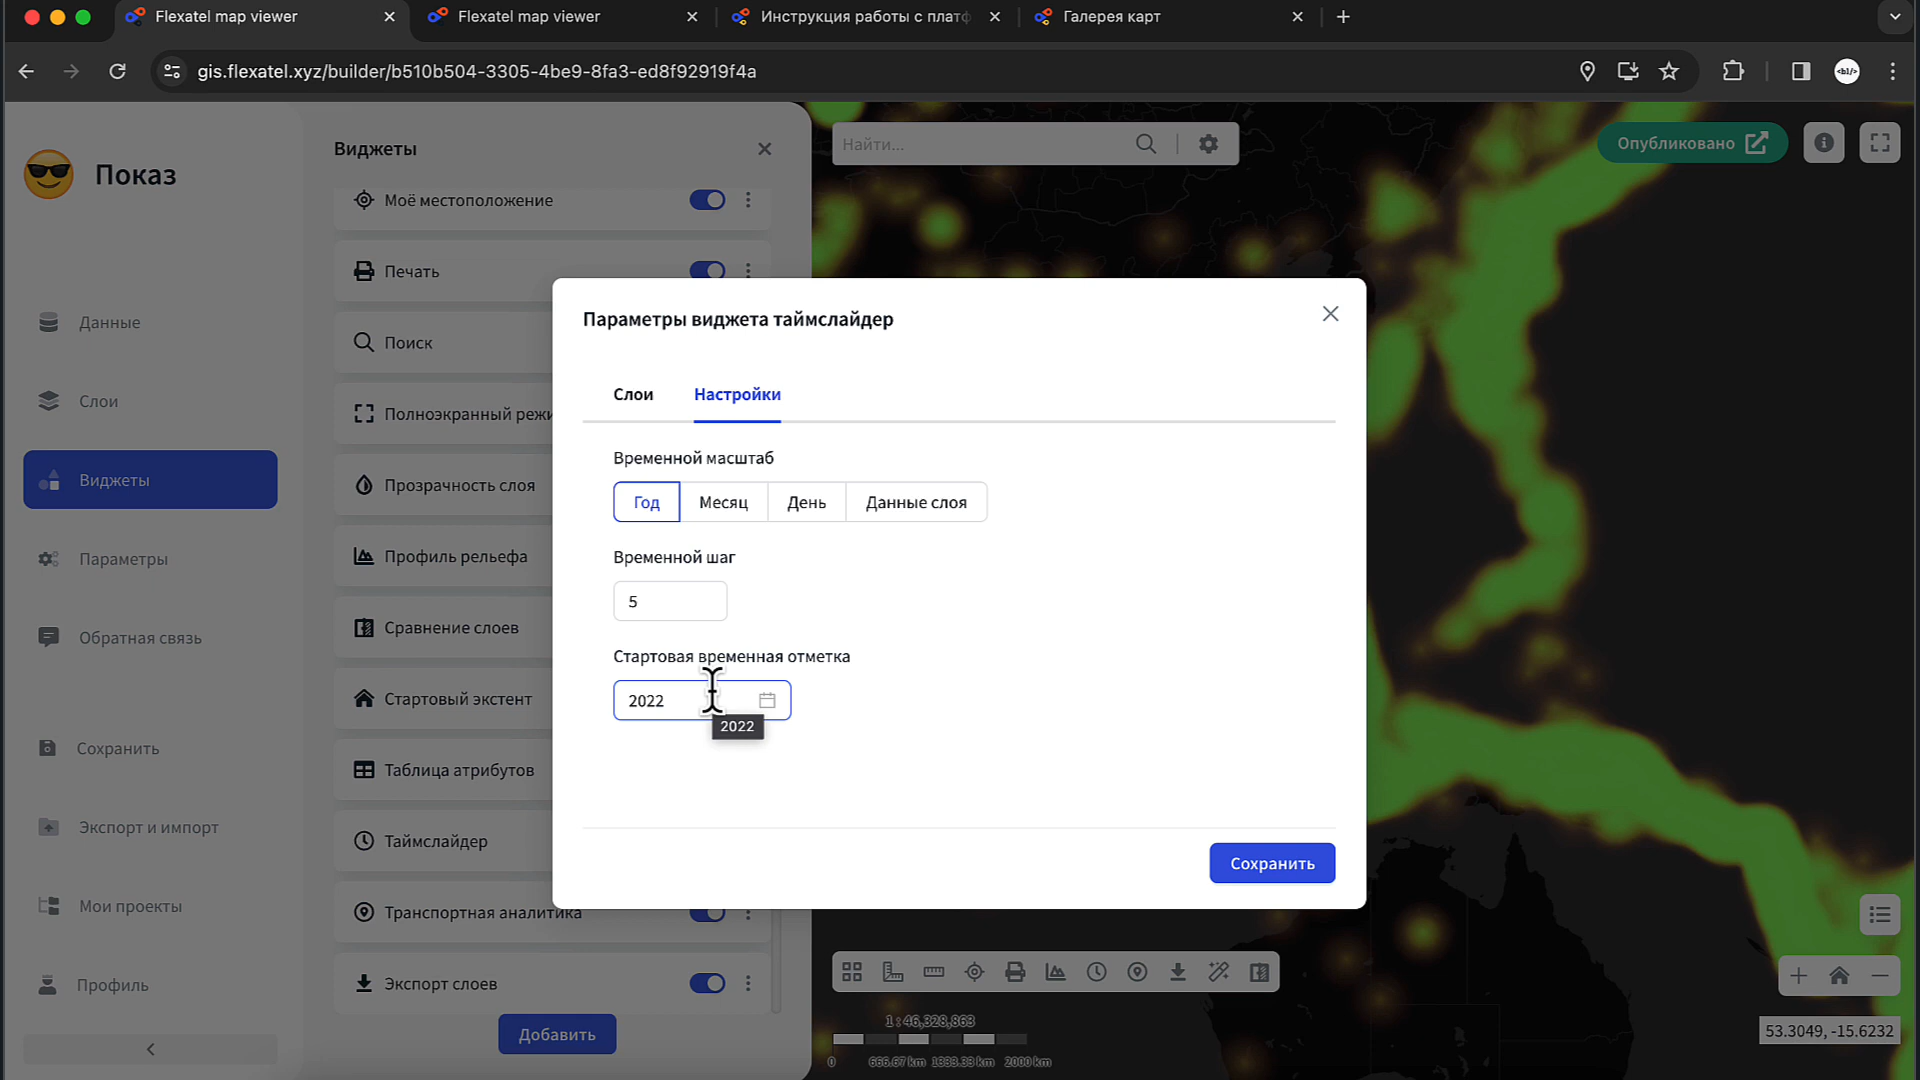 Flexatel map viewer
Flexatel map viewer
Инструкция работы с платф
Галерея карт
gis.flexatel.xyz/builder/b510b504-3305-4be9-8fa3-ed8f92919f4a
Показ
Данные
Слои
Виджеты
Параметры
Обратная связь
Сохранить
Экспорт и импорт
Мои проекты
Профиль
Виджеты
Моё местоположение
Печать
Поиск
Полноэкранный режи
Прозрачность слоя
Профиль рельефа
Сравнение слоев
Стартовый экстент
Таблица атрибутов
Таймслайдер
Транспортная аналитика
Экспорт слоев
Добавить
Найти...
Опубликовано
Параметры виджета таймслайдер
Слои
Настройки
Временной масштаб
Год
Месяц
День
Данные слоя
Временной шаг
5
Стартовая временная отметка
2022
2022
Сохранить
1 : 46,328,863
0
666.67 km
1333.33 km
2000 km
53.3049, -15.6232